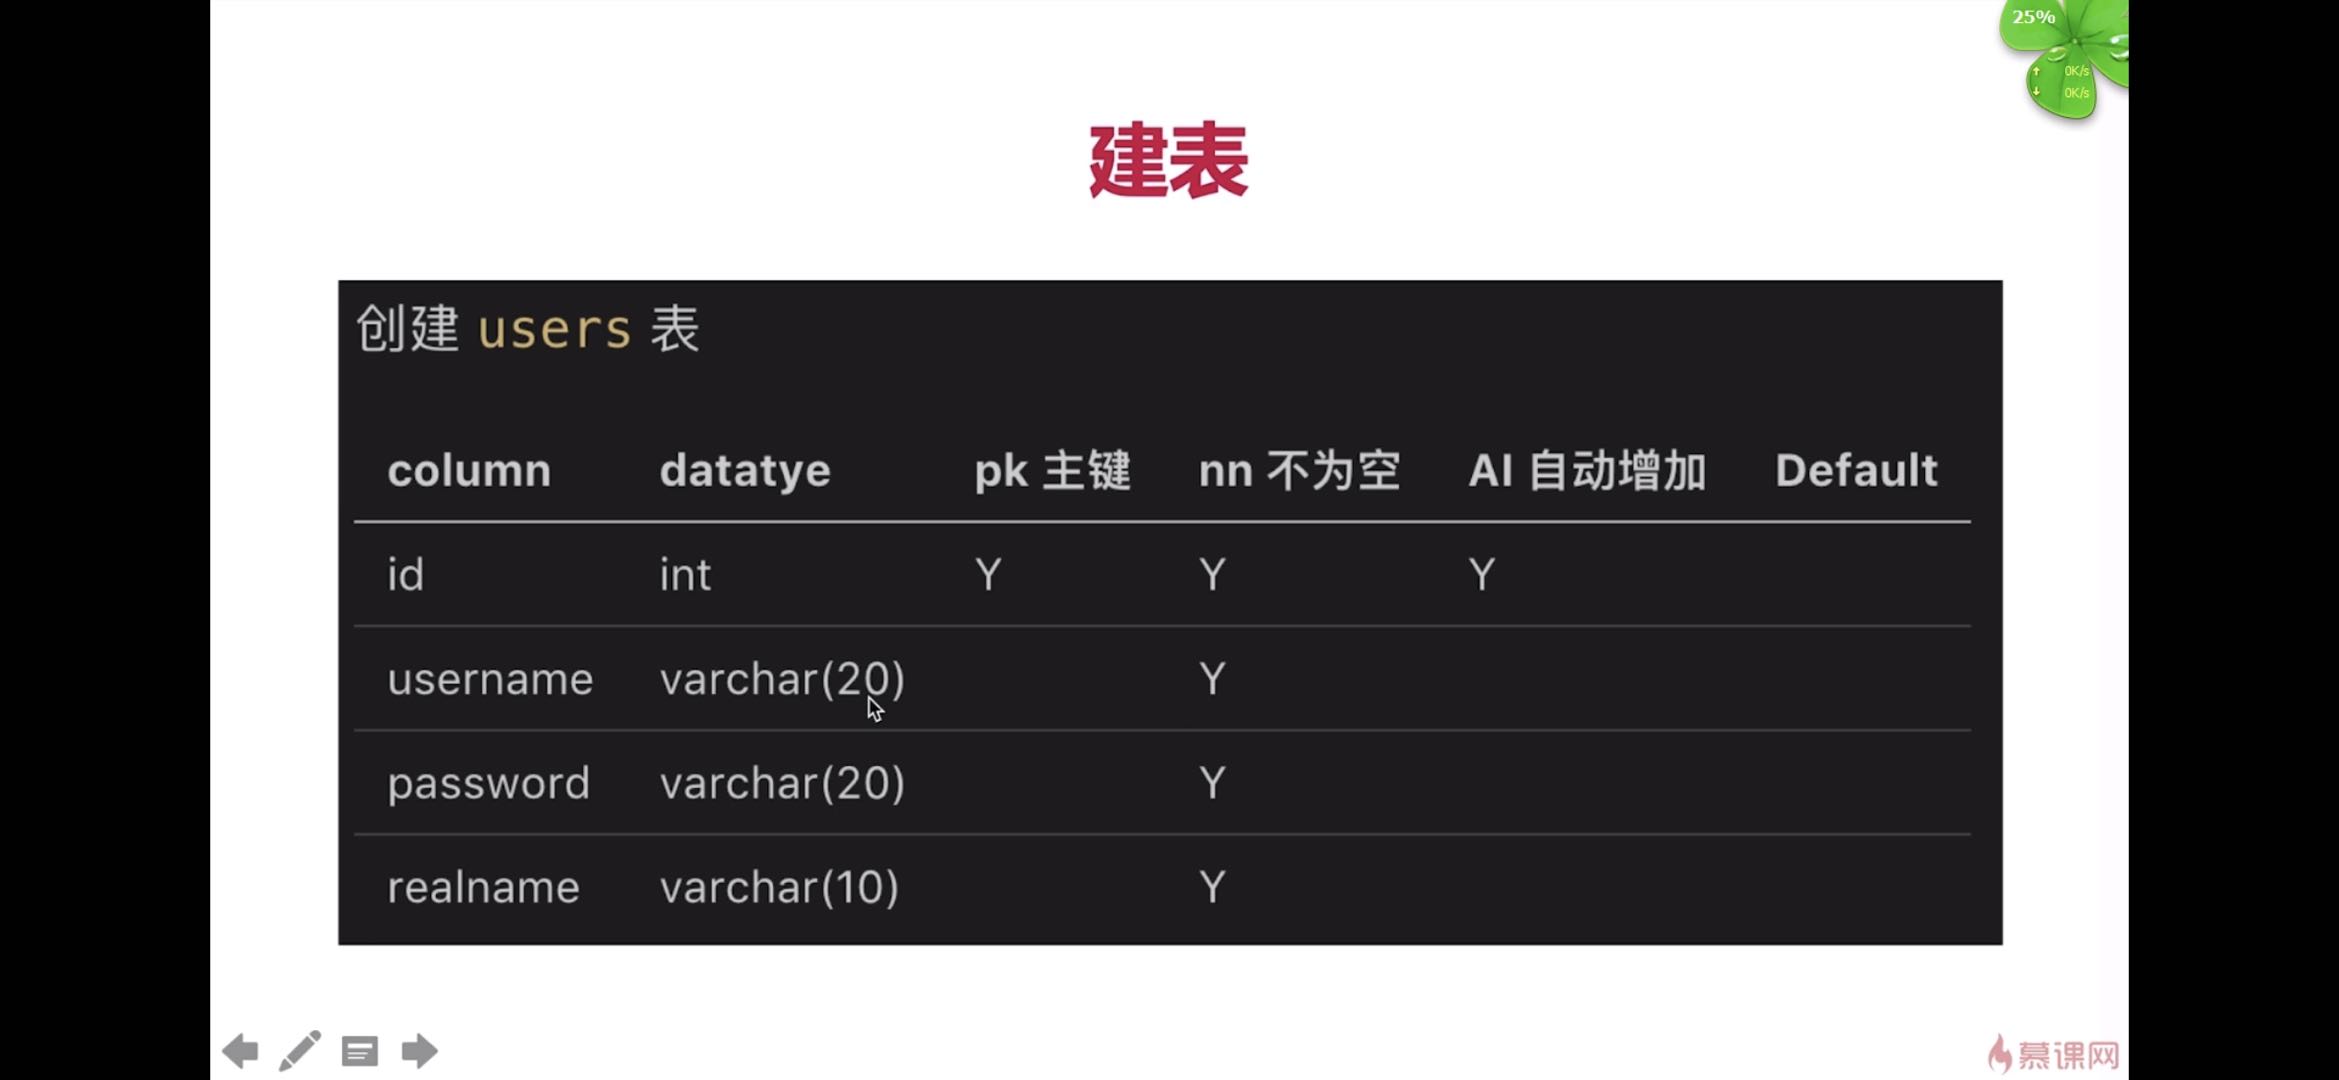 25%
0K/s
0K/s
建表
创建 users 表
column datatye pk 主键 nn 不为空 AI 自动增加 Default
id int Y Y Y
username varchar(20) Y
password varchar(20) Y
realname varchar(10) Y
慕课网